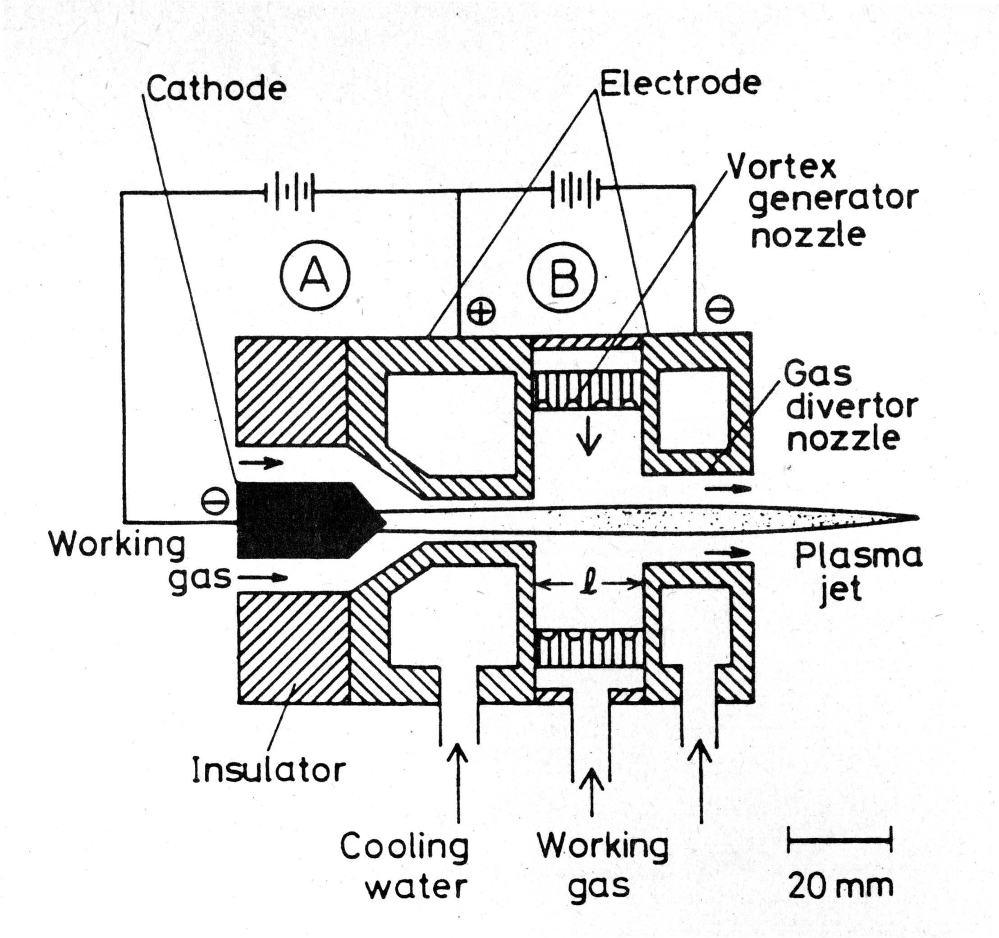 Cathode
Electrode
Vortex
generator
nozzle
A
B
⊕
⊖
Gas
divertor
nozzle
⊖
Working
gas
Plasma
jet
ℓ
Insulator
Cooling
water
Working
gas
20 mm